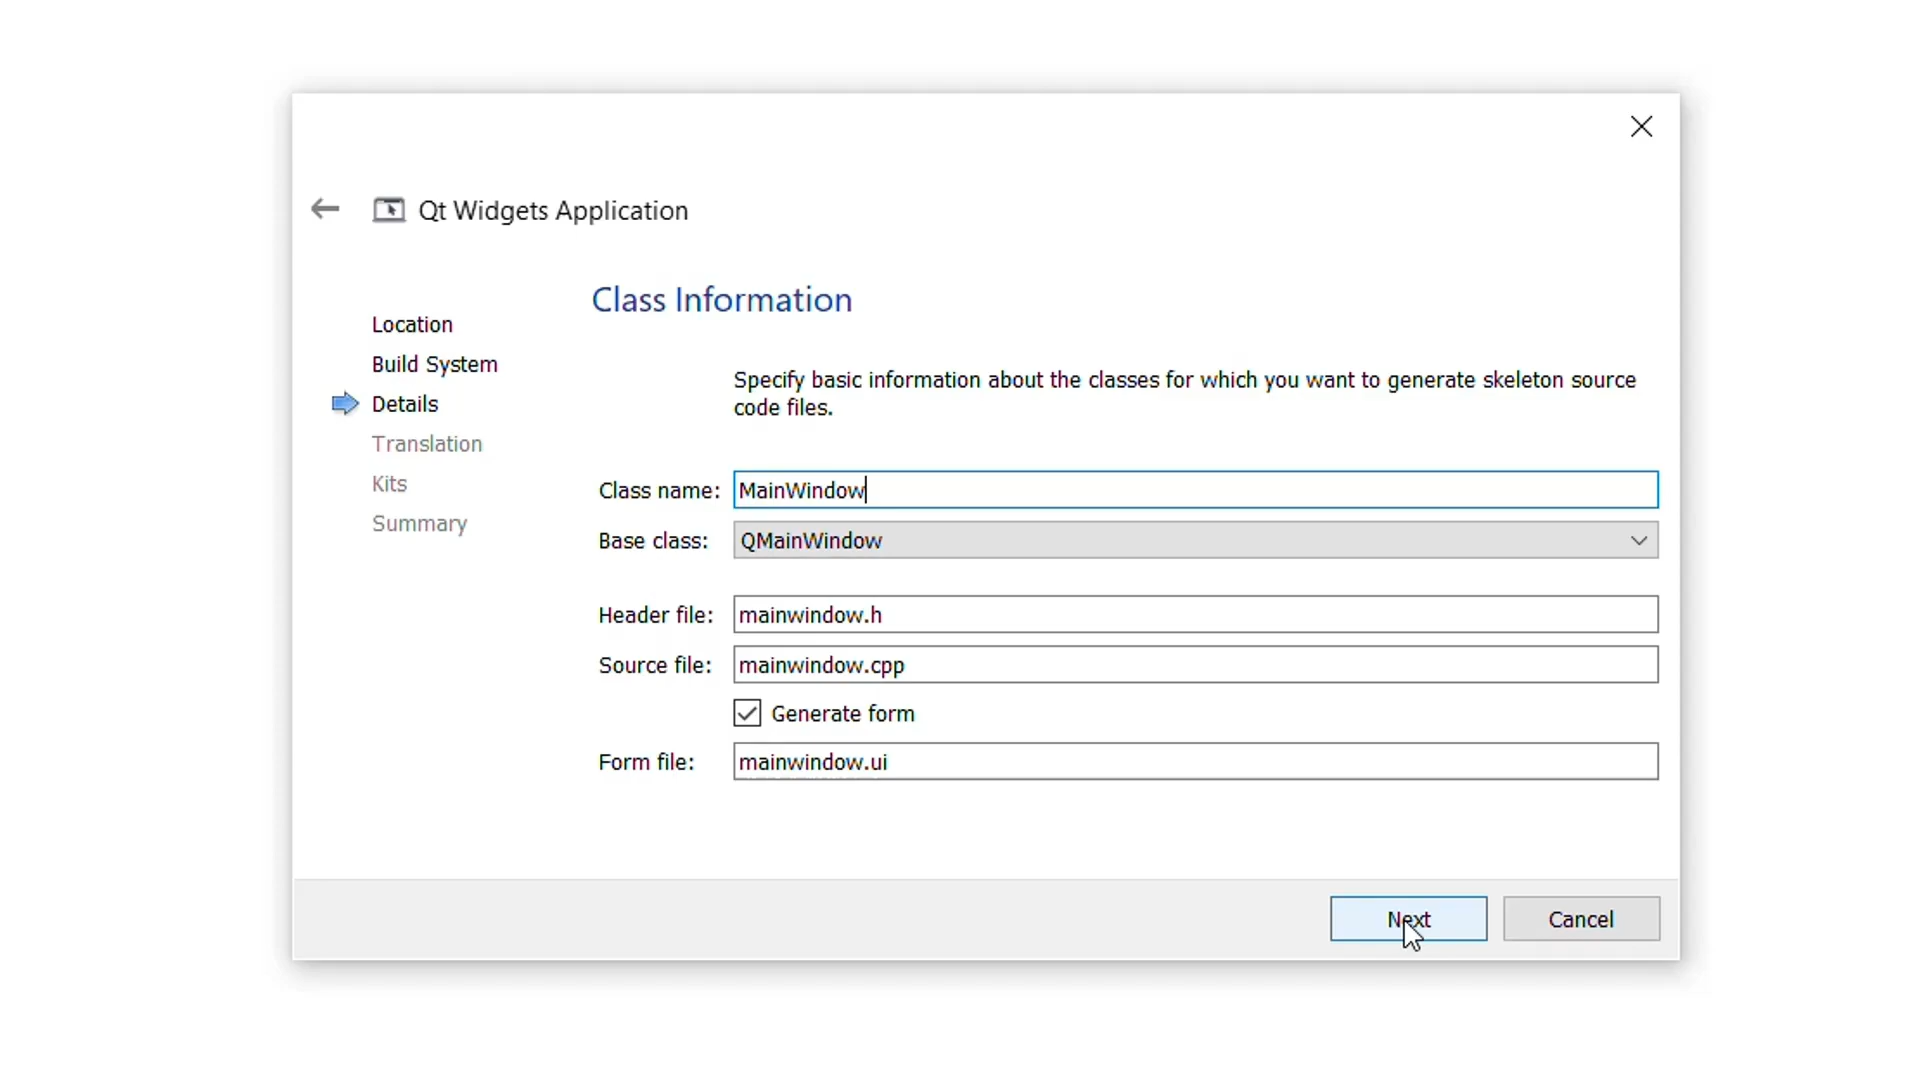 Qt Widgets Application
Class Information
Location
Build System
Details
Translation
Kits
Summary
Specify basic information about the classes for which you want to generate skeleton source
code files.
Class name: MainWindow
Base class: QMainWindow
Header file: mainwindow.h
Source file: mainwindow.cpp
Generate form
Form file: mainwindow.ui
Next Cancel